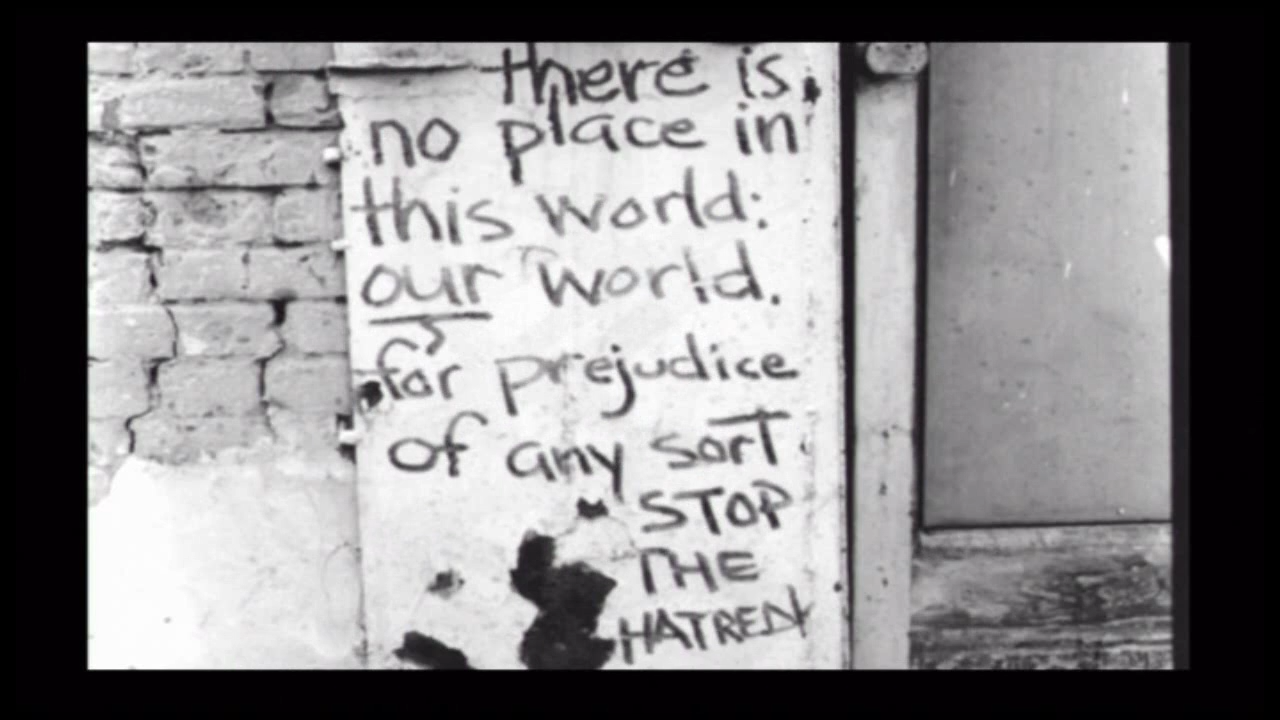 there is
no place in
this world:
our world.
for prejudice
of any sort
STOP
THE
HATRED